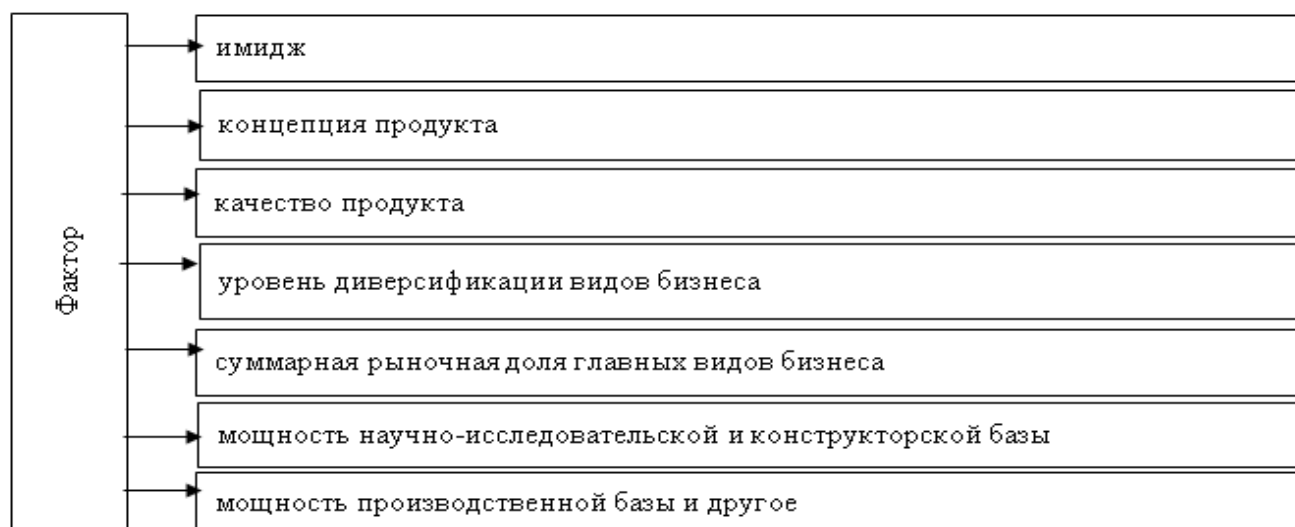 Фактор
имидж
концепция продукта
качество продукта
уровень диверсификации видов бизнеса
суммарная рыночная доля главных видов бизнеса
мощность научно-исследовательской и конструкторской базы
мощность производственной базы и другое